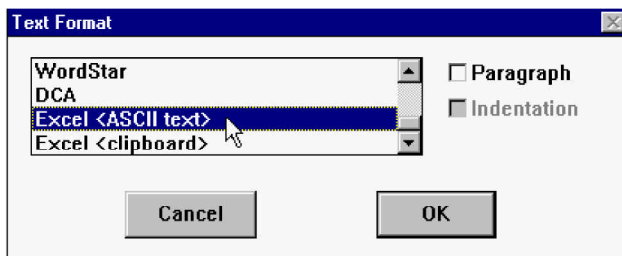 Text Format
WordStar
DCA
Excel <ASCII text>
Excel <clipboard>
Paragraph
Indentation
Cancel
OK